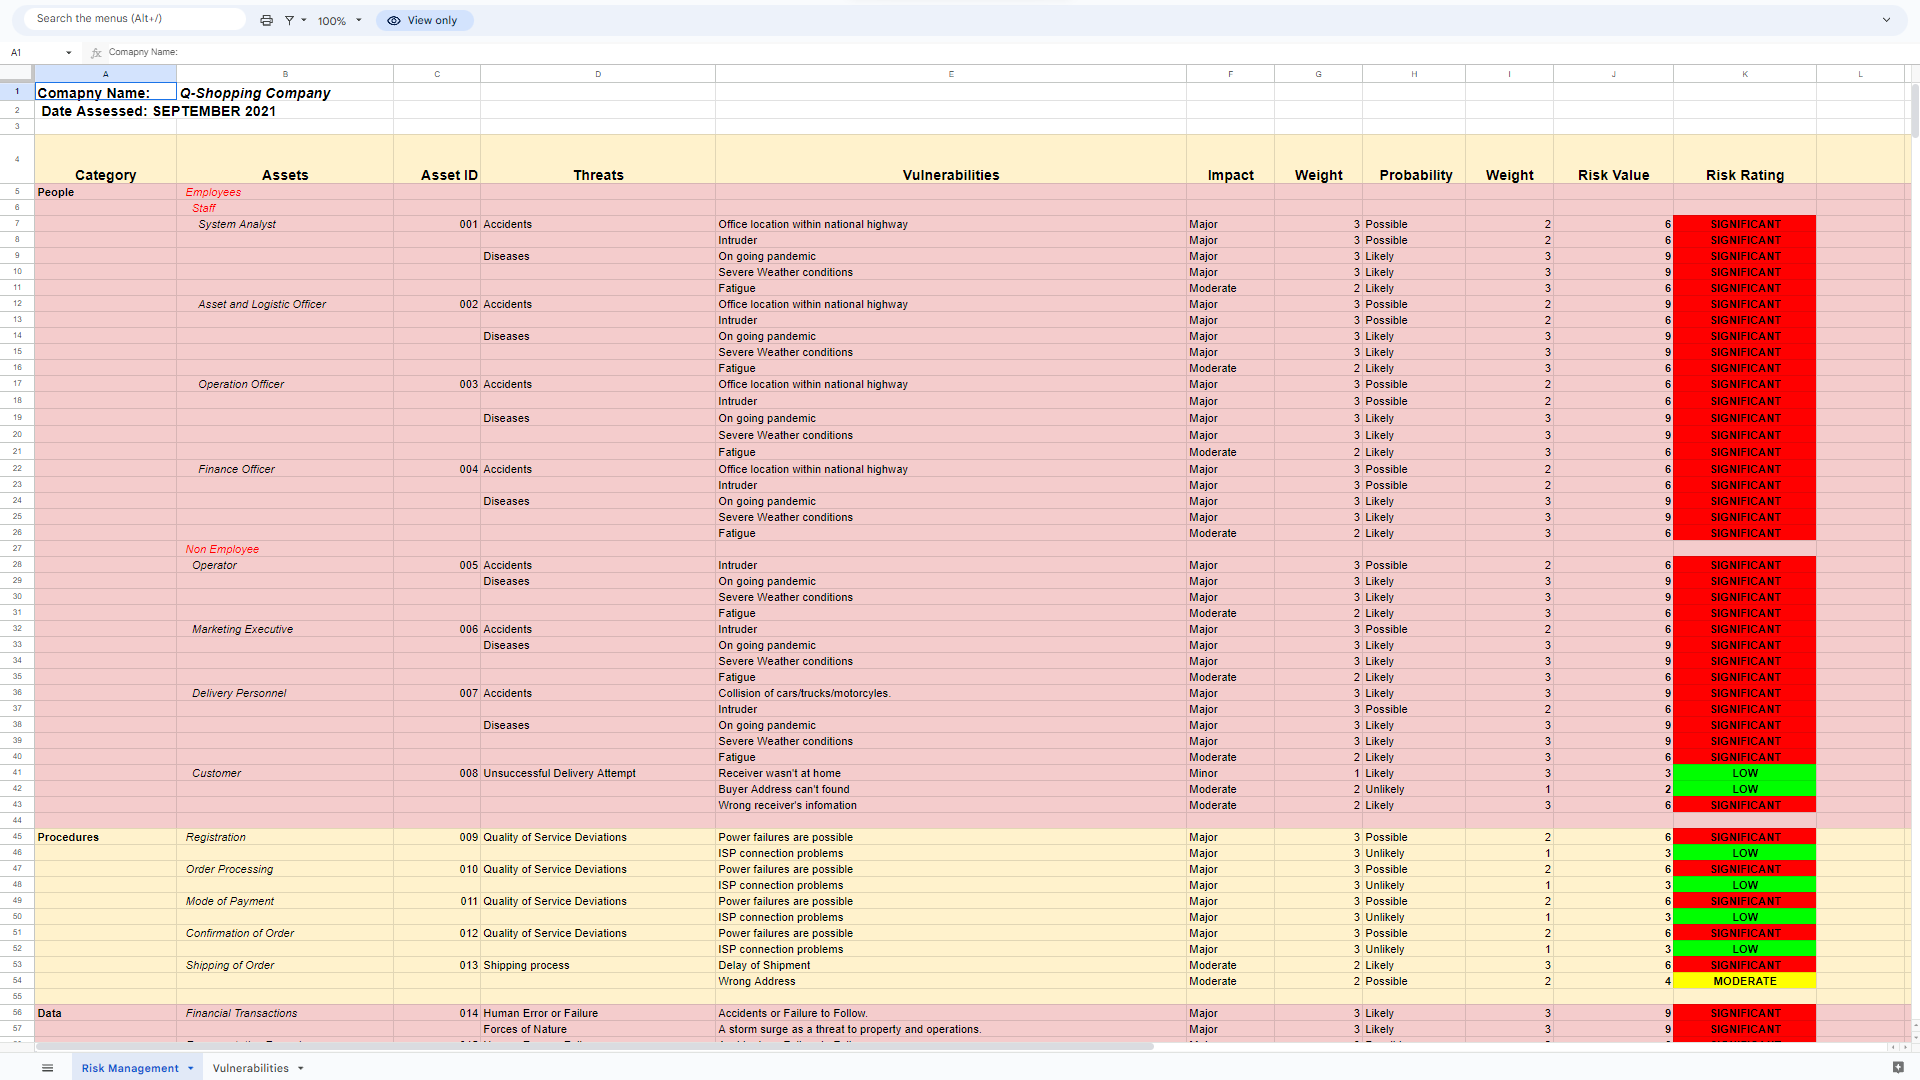 Search the menus (Alt+/) 100% View only
A1 fx Comapny Name:
A B C D E F G H I J K L
1 Comapny Name: Q-Shopping Company
2 Date Assessed: SEPTEMBER 2021
3
4 Category Assets Asset ID Threats Vulnerabilities Impact Weight Probability Weight Risk Value Risk Rating
5 People Employees
6 Staff
7 System Analyst 001 Accidents Office location within national highway Major 3 Possible 2 6 SIGNIFICANT
8 Intruder Major 3 Possible 2 6 SIGNIFICANT
9 Diseases On going pandemic Major 3 Likely 3 9 SIGNIFICANT
10 Severe Weather conditions Major 3 Likely 3 9 SIGNIFICANT
11 Fatigue Moderate 2 Likely 3 6 SIGNIFICANT
12 Asset and Logistic Officer 002 Accidents Office location within national highway Major 3 Possible 2 9 SIGNIFICANT
13 Intruder Major 3 Possible 2 6 SIGNIFICANT
14 Diseases On going pandemic Major 3 Likely 3 9 SIGNIFICANT
15 Severe Weather conditions Major 3 Likely 3 9 SIGNIFICANT
16 Fatigue Moderate 2 Likely 3 6 SIGNIFICANT
17 Operation Officer 003 Accidents Office location within national highway Major 3 Possible 2 6 SIGNIFICANT
18 Intruder Major 3 Possible 2 6 SIGNIFICANT
19 Diseases On going pandemic Major 3 Likely 3 9 SIGNIFICANT
20 Severe Weather conditions Major 3 Likely 3 9 SIGNIFICANT
21 Fatigue Moderate 2 Likely 3 6 SIGNIFICANT
22 Finance Officer 004 Accidents Office location within national highway Major 3 Possible 2 6 SIGNIFICANT
23 Intruder Major 3 Possible 2 6 SIGNIFICANT
24 Diseases On going pandemic Major 3 Likely 3 9 SIGNIFICANT
25 Severe Weather conditions Major 3 Likely 3 9 SIGNIFICANT
26 Fatigue Moderate 2 Likely 3 6 SIGNIFICANT
27 Non Employee
28 Operator 005 Accidents Intruder Major 3 Possible 2 6 SIGNIFICANT
29 Diseases On going pandemic Major 3 Likely 3 9 SIGNIFICANT
30 Severe Weather conditions Major 3 Likely 3 9 SIGNIFICANT
31 Fatigue Moderate 2 Likely 3 6 SIGNIFICANT
32 Marketing Executive 006 Accidents Intruder Major 3 Possible 2 6 SIGNIFICANT
33 Diseases On going pandemic Major 3 Likely 3 9 SIGNIFICANT
34 Severe Weather conditions Major 3 Likely 3 9 SIGNIFICANT
35 Fatigue Moderate 2 Likely 3 6 SIGNIFICANT
36 Delivery Personnel 007 Accidents Collision of cars/trucks/motorcyles. Major 3 Likely 3 9 SIGNIFICANT
37 Intruder Major 3 Possible 2 6 SIGNIFICANT
38 Diseases On going pandemic Major 3 Likely 3 9 SIGNIFICANT
39 Severe Weather conditions Major 3 Likely 3 9 SIGNIFICANT
40 Fatigue Moderate 2 Likely 3 6 SIGNIFICANT
41 Customer 008 Unsuccessful Delivery Attempt Receiver wasn't at home Minor 1 Likely 3 3 LOW
42 Buyer Address can't found Moderate 2 Unlikely 1 2 LOW
43 Wrong receiver's infomation Moderate 2 Likely 3 6 SIGNIFICANT
44
45 Procedures Registration 009 Quality of Service Deviations Power failures are possible Major 3 Possible 2 6 SIGNIFICANT
46 ISP connection problems Major 3 Unlikely 1 3 LOW
47 Order Processing 010 Quality of Service Deviations Power failures are possible Major 3 Possible 2 6 SIGNIFICANT
48 ISP connection problems Major 3 Unlikely 1 3 LOW
49 Mode of Payment 011 Quality of Service Deviations Power failures are possible Major 3 Possible 2 6 SIGNIFICANT
50 ISP connection problems Major 3 Unlikely 1 3 LOW
51 Confirmation of Order 012 Quality of Service Deviations Power failures are possible Major 3 Possible 2 6 SIGNIFICANT
52 ISP connection problems Major 3 Unlikely 1 3 LOW
53 Shipping of Order 013 Shipping process Delay of Shipment Moderate 2 Likely 3 6 SIGNIFICANT
54 Wrong Address Moderate 2 Possible 2 4 MODERATE
55
56 Data Financial Transactions 014 Human Error or Failure Accidents or Failure to Follow. Major 3 Likely 3 9 SIGNIFICANT
57 Forces of Nature A storm surge as a threat to property and operations. Major 3 Likely 3 9 SIGNIFICANT
Risk Management Vulnerabilities